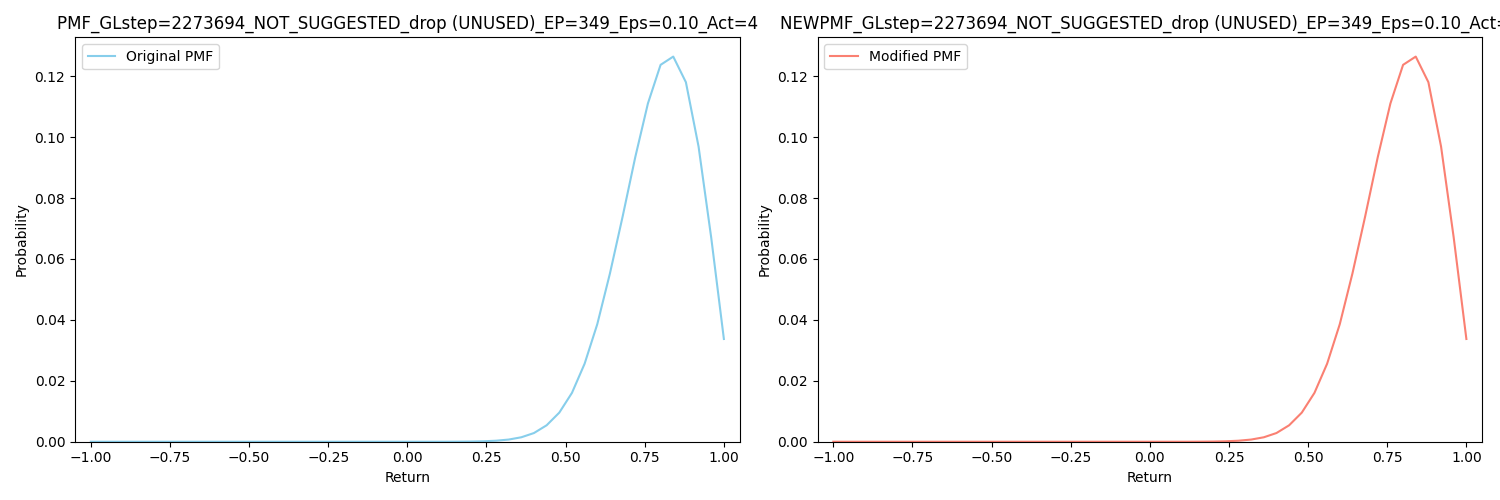 PMF_GLstep=2273694_NOT_SUGGESTED_drop (UNUSED)_EP=349_Eps=0.10_Act=4
Original PMF
Probability
0.12
0.10
0.08
0.06
0.04
0.02
0.00
−1.00 −0.75 −0.50 −0.25 0.00 0.25 0.50 0.75 1.00
Return
NEWPMF_GLstep=2273694_NOT_SUGGESTED_drop (UNUSED)_EP=349_Eps=0.10_Act=
Modified PMF
Probability
0.12
0.10
0.08
0.06
0.04
0.02
0.00
−1.00 −0.75 −0.50 −0.25 0.00 0.25 0.50 0.75 1.00
Return